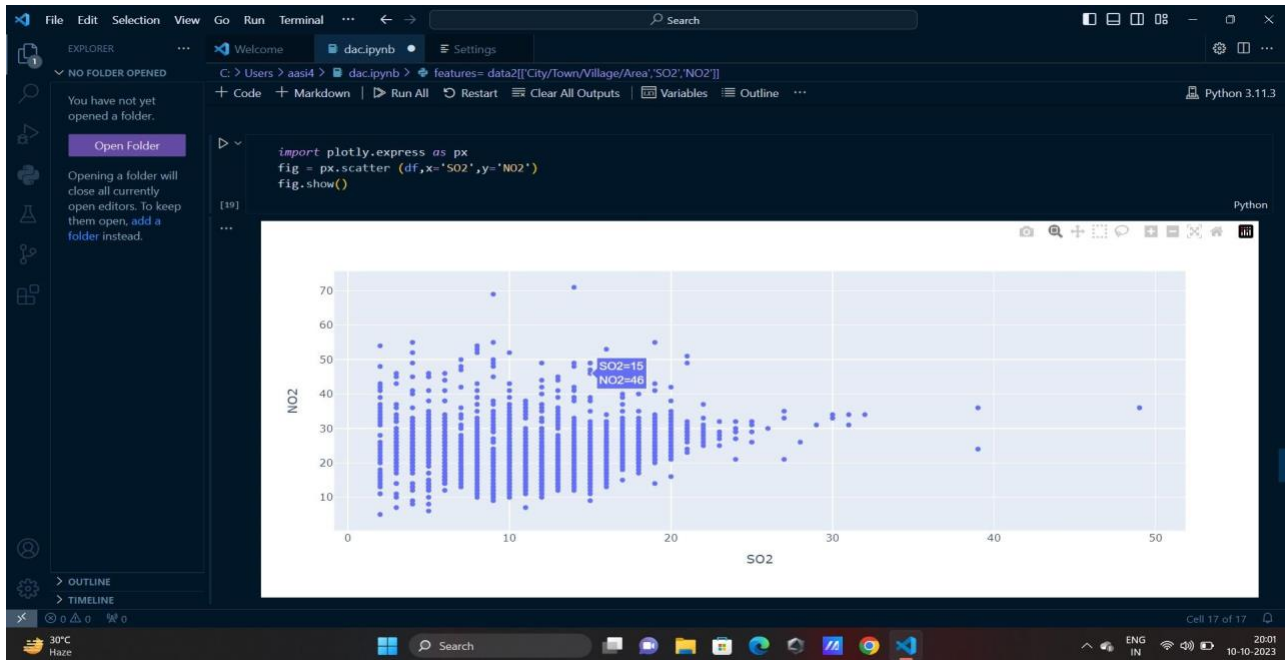 File Edit Selection View Go Run Terminal ··· Search
EXPLORER ···
Welcome dac.ipynb Settings
NO FOLDER OPENED
C: > Users > aasi4 > dac.ipynb > features= data2[['City/Town/Village/Area','SO2','NO2']]
+ Code + Markdown | Run All Restart Clear All Outputs | Variables Outline ··· Python 3.11.3
You have not yet
opened a folder.
Open Folder
Opening a folder will
close all currently
open editors. To keep
them open, add a
folder instead.
import plotly.express as px
fig = px.scatter (df,x='SO2',y='NO2')
fig.show()
[19] Python
70
60
50
40
30
20
10
NO2
SO2=15
NO2=46
0 10 20 30 40 50
SO2
OUTLINE
TIMELINE
0 0 0 Cell 17 of 17
30°C
Haze
Search
ENG
IN
20:01
10-10-2023
1